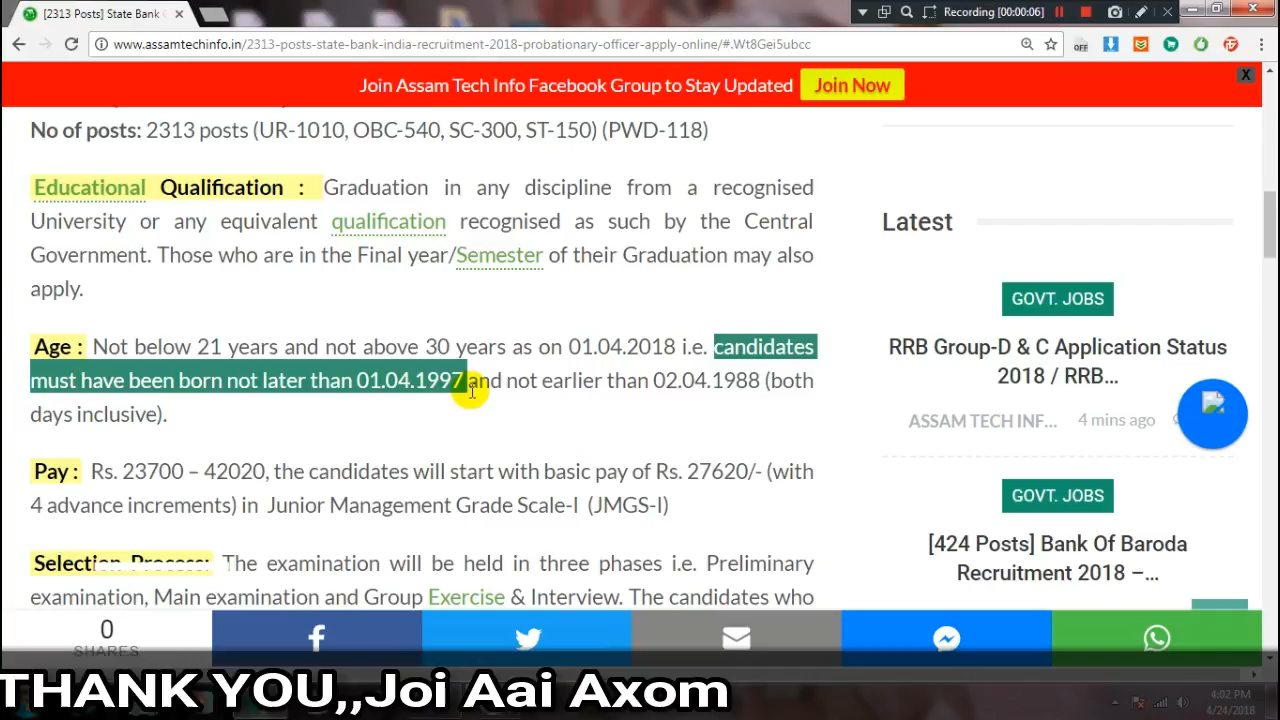 [2313 Posts] State Bank
Recording [00:00:06]
www.assamtechinfo.in/2313-posts-state-bank-india-recruitment-2018-probationary-officer-apply-online/#.Wt8Gei5ubcc
OFF
Join Assam Tech Info Facebook Group to Stay Updated Join Now
X
No of posts: 2313 posts (UR-1010, OBC-540, SC-300, ST-150) (PWD-118)
Educational Qualification : Graduation in any discipline from a recognised
University or any equivalent qualification recognised as such by the Central
Government. Those who are in the Final year/Semester of their Graduation may also
apply.
Age : Not below 21 years and not above 30 years as on 01.04.2018 i.e. candidates
must have been born not later than 01.04.1997 and not earlier than 02.04.1988 (both
days inclusive).
Pay : Rs. 23700 – 42020, the candidates will start with basic pay of Rs. 27620/- (with
4 advance increments) in Junior Management Grade Scale-I (JMGS-I)
Selection Process: The examination will be held in three phases i.e. Preliminary
examination, Main examination and Group Exercise & Interview. The candidates who
Latest
GOVT. JOBS
RRB Group-D & C Application Status
2018 / RRB...
ASSAM TECH INF... 4 mins ago
GOVT. JOBS
[424 Posts] Bank Of Baroda
Recruitment 2018 –...
0
SHARES
THANK YOU,,Joi Aai Axom
4:02 PM
4/24/2018